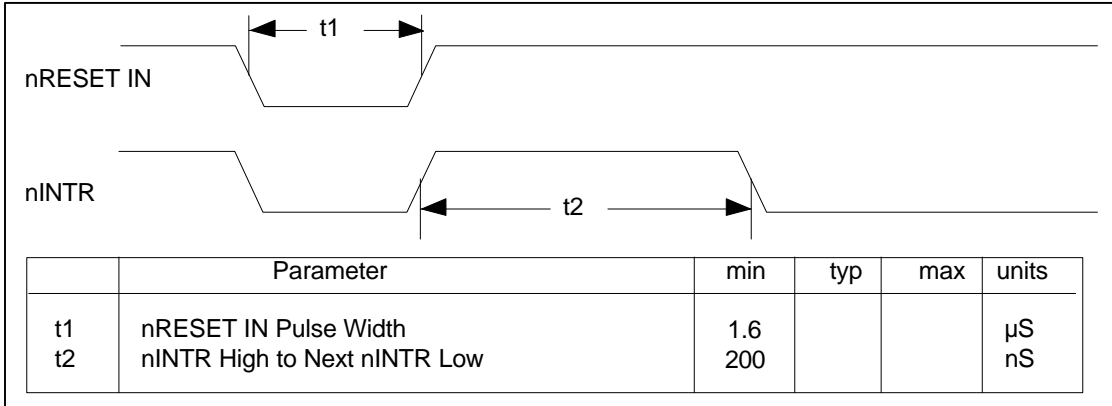 t1
nRESET IN
nINTR
t2
Parameter min typ max units
t1 nRESET IN Pulse Width 1.6 µS
t2 nINTR High to Next nINTR Low 200 nS